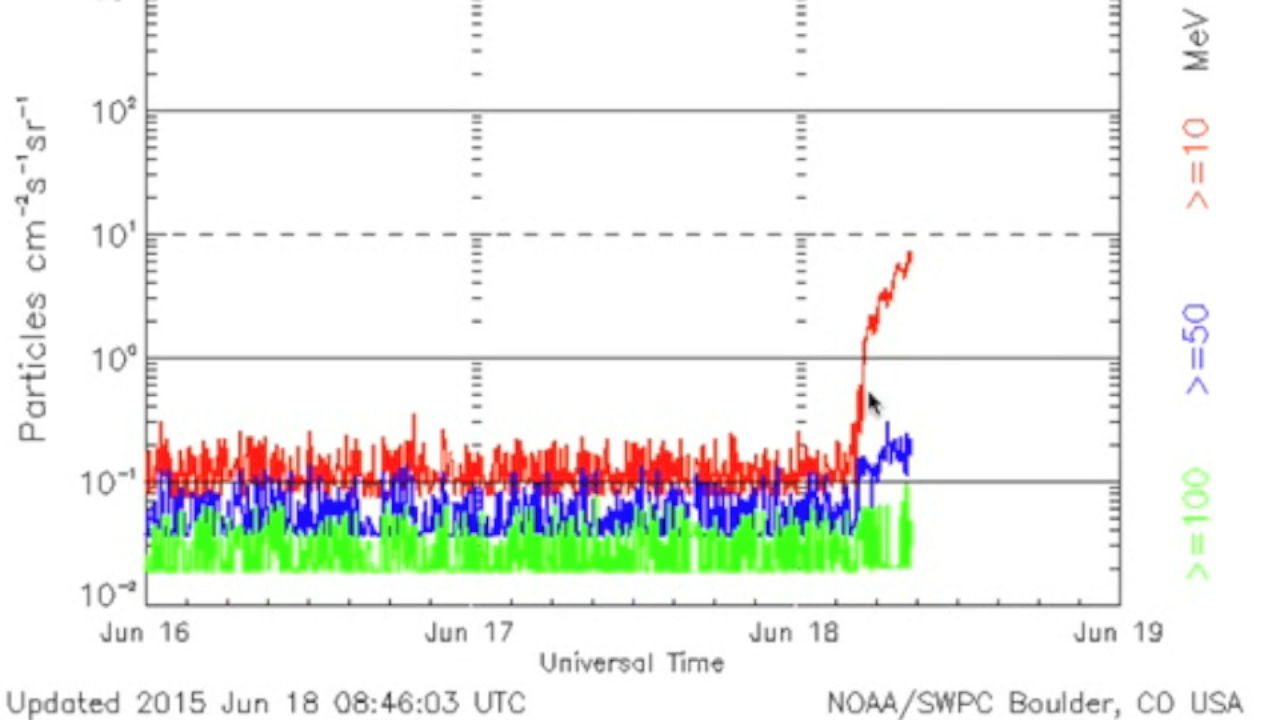 Particles cm⁻²s⁻¹sr⁻¹
10²
10¹
10⁰
10⁻¹
10⁻²
Jun 16 Jun 17 Jun 18 Jun 19
Universal Time
MeV
>=10
>=50
>=100
Updated 2015 Jun 18 08:46:03 UTC
NOAA/SWPC Boulder, CO USA